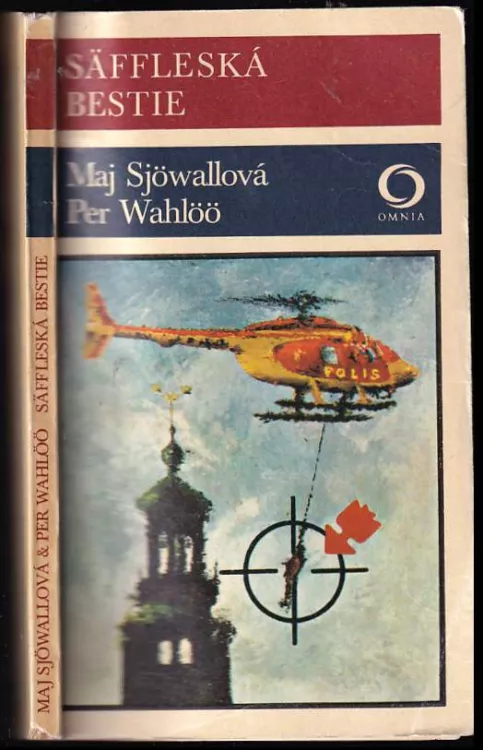 SÄFFLESKÁ
BESTIE
Maj Sjöwallová
Per Wahlöö
OMNIA
POLIS
MAJ SJÖWALLOVÁ & PER WAHLÖÖ SÄFFLESKÁ BESTIE